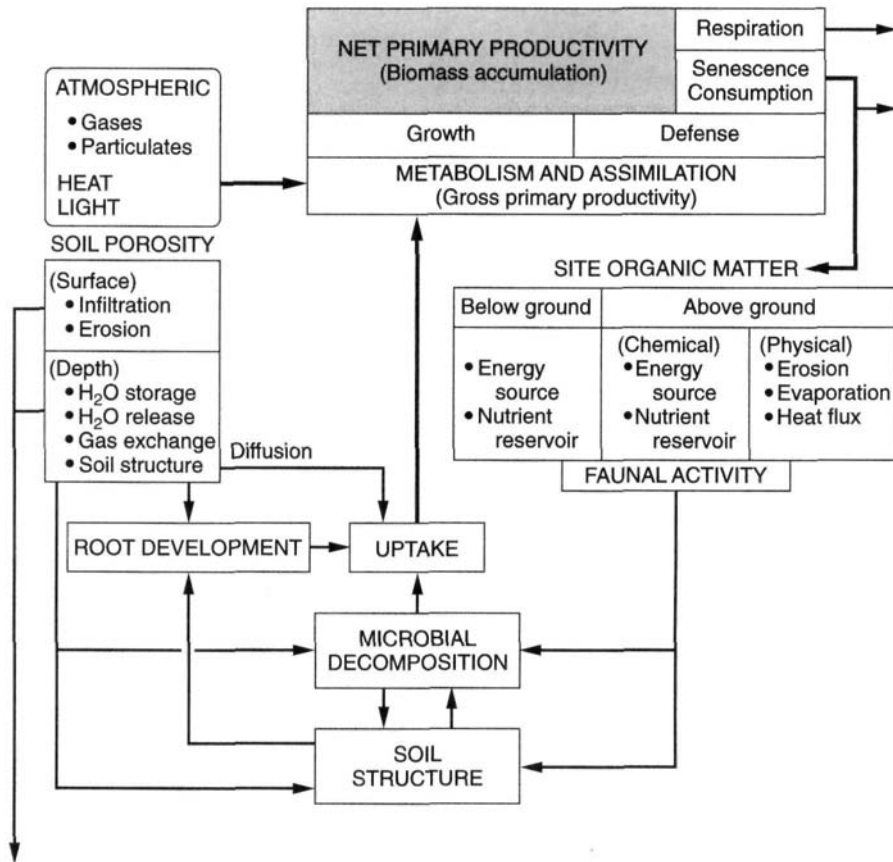 NET PRIMARY PRODUCTIVITY
(Biomass accumulation)
Respiration
Senescence
Consumption
Growth
Defense
METABOLISM AND ASSIMILATION
(Gross primary productivity)
ATMOSPHERIC
• Gases
• Particulates
HEAT
LIGHT
SOIL POROSITY
(Surface)
• Infiltration
• Erosion
(Depth)
• H₂O storage
• H₂O release
• Gas exchange
• Soil structure
Diffusion
SITE ORGANIC MATTER
Below ground
Above ground
• Energy
source
• Nutrient
reservoir
(Chemical)
• Energy
source
• Nutrient
reservoir
(Physical)
• Erosion
• Evaporation
• Heat flux
FAUNAL ACTIVITY
ROOT DEVELOPMENT
UPTAKE
MICROBIAL
DECOMPOSITION
SOIL
STRUCTURE